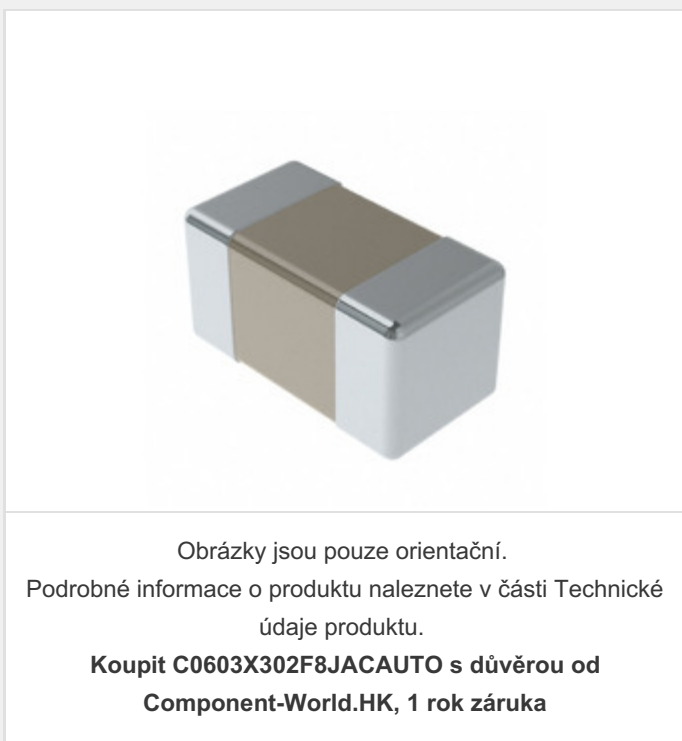 Obrázky jsou pouze orientační.
Podrobné informace o produktu naleznete v části Technické
údaje produktu.
Koupit C0603X302F8JACAUTO s důvěrou od
Component-World.HK, 1 rok záruka